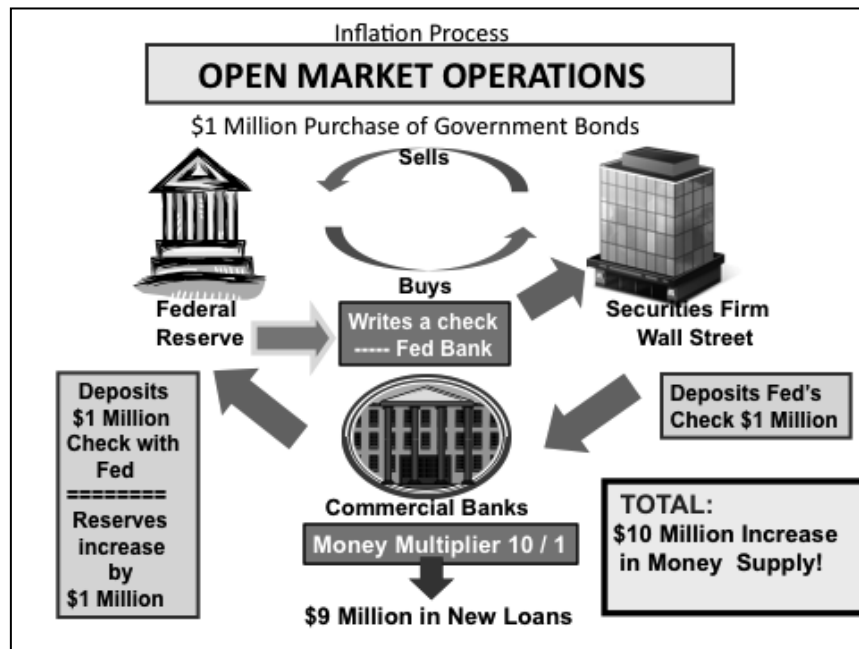 Inflation Process
OPEN MARKET OPERATIONS
$1 Million Purchase of Government Bonds
Sells
Buys
Federal
Reserve
Writes a check
----- Fed Bank
Securities Firm
Wall Street
Deposits
$1 Million
Check with
Fed
========
Reserves
increase
by
$1 Million
Deposits Fed's
Check $1 Million
Commercial Banks
Money Multiplier 10 / 1
$9 Million in New Loans
TOTAL:
$10 Million Increase
in Money Supply!